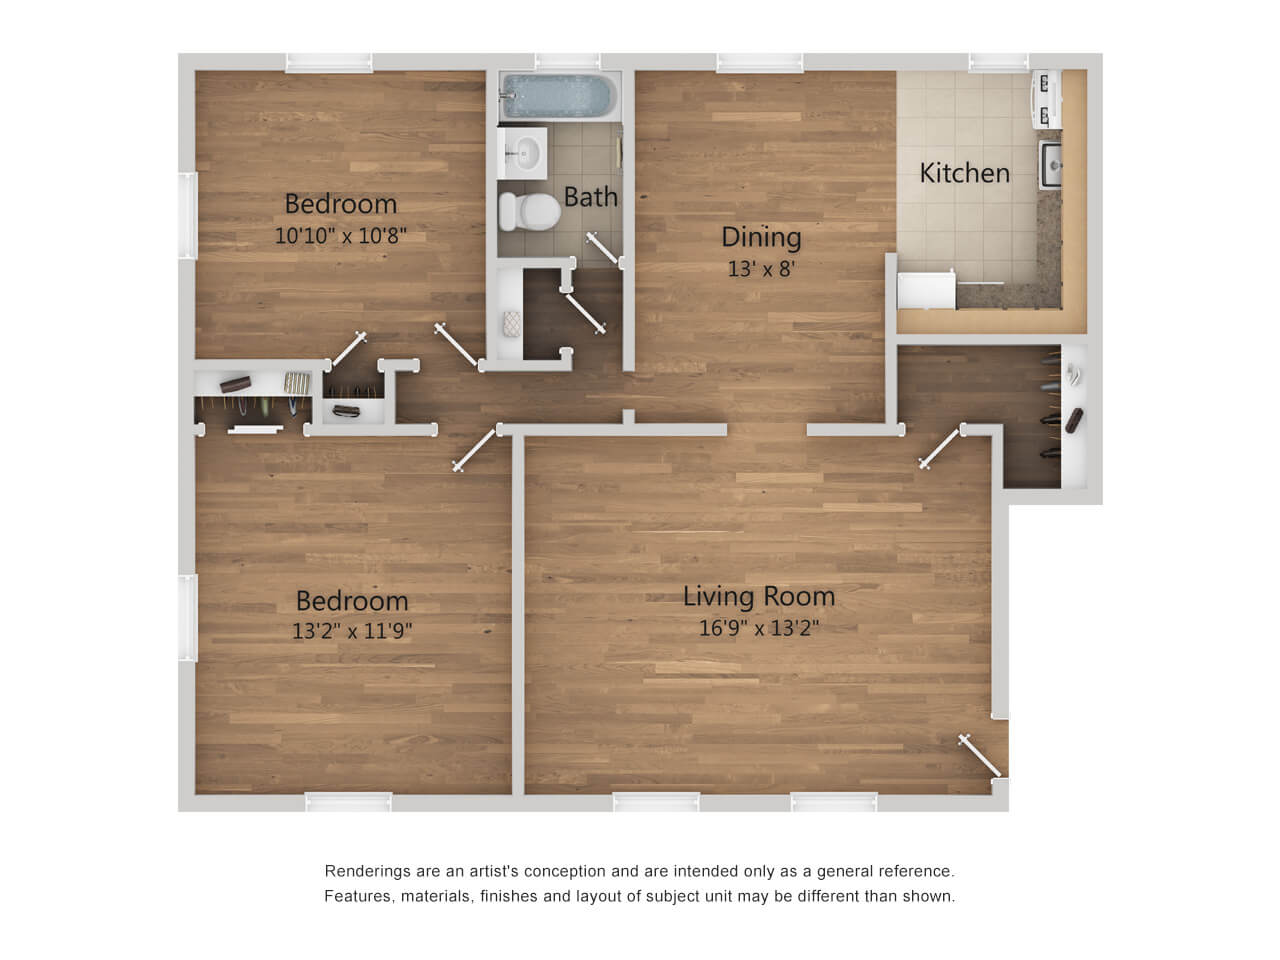 Bedroom
10'10" x 10'8"
Bath
Dining
13' x 8'
Kitchen
Bedroom
13'2" x 11'9"
Living Room
16'9" x 13'2"
Renderings are an artist's conception and are intended only as a general reference.
Features, materials, finishes and layout of subject unit may be different than shown.